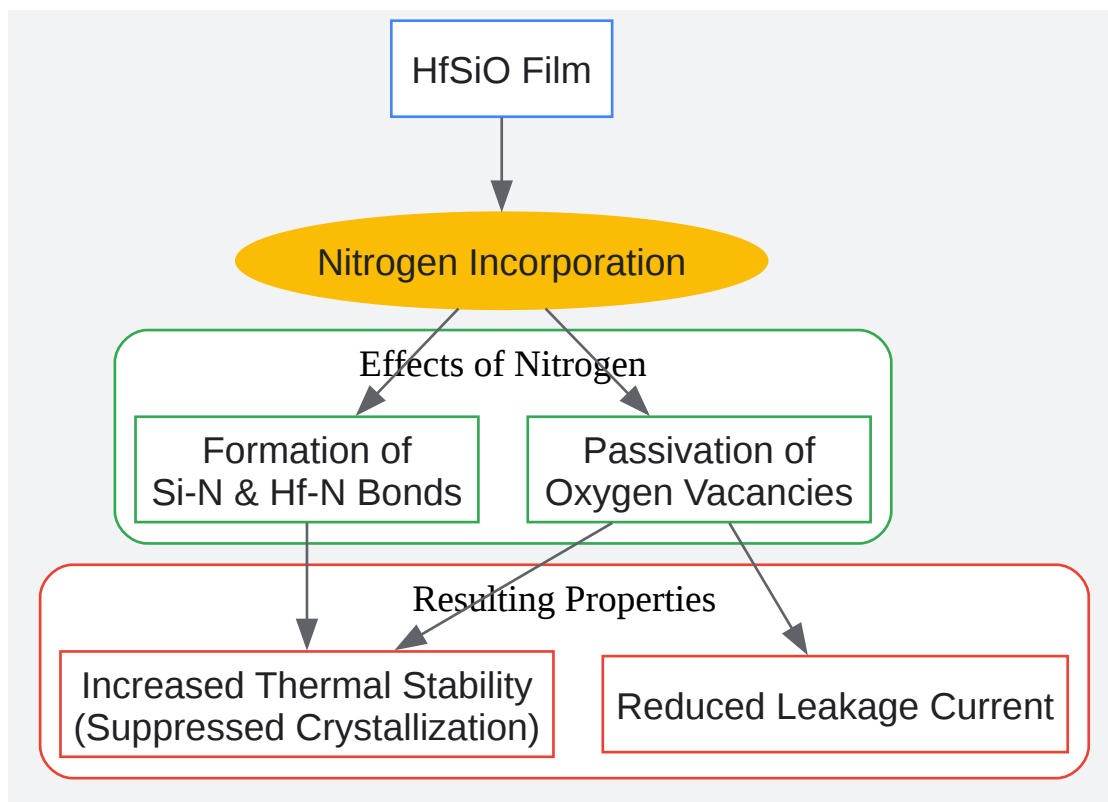 HfSiO Film
Nitrogen Incorporation
Effects of Nitrogen
Formation of
Si-N & Hf-N Bonds
Passivation of
Oxygen Vacancies
Resulting Properties
Increased Thermal Stability
(Suppressed Crystallization)
Reduced Leakage Current